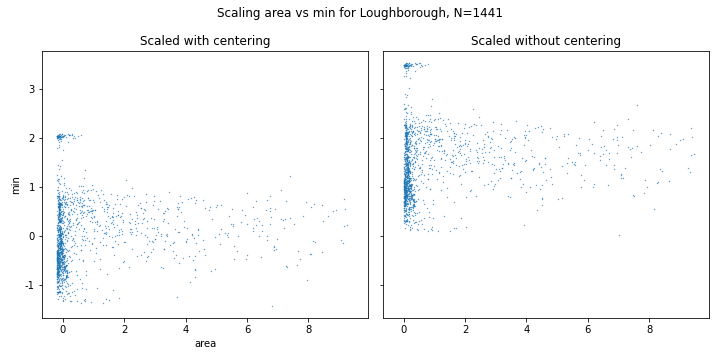 Scaling area vs min for Loughborough, N=1441
Scaled with centering
Scaled without centering
3
2
1
0
-1
min
0 2 4 6 8
0 2 4 6 8
area